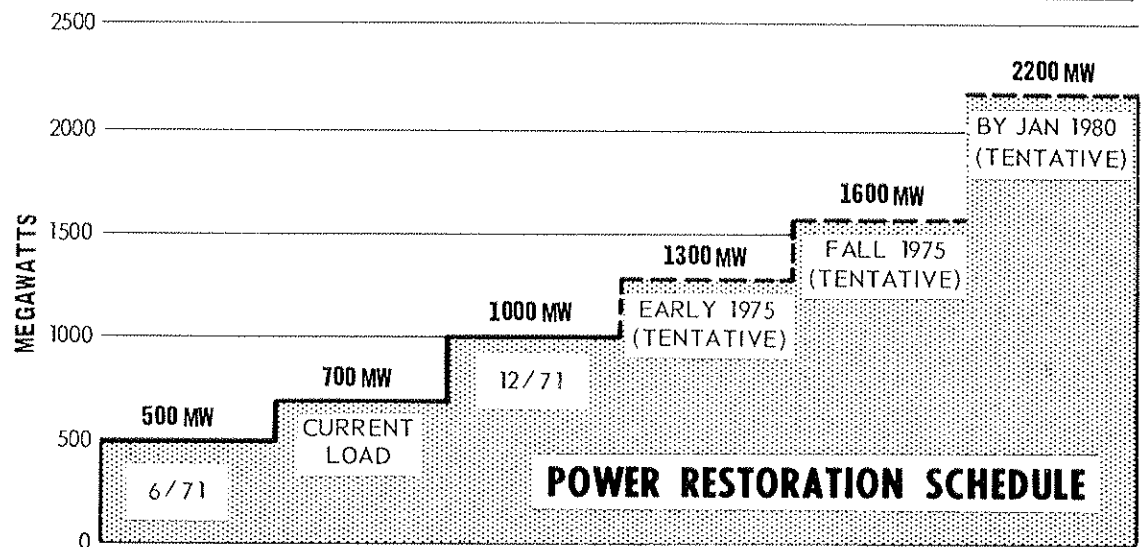 2500
2200 MW
2000
BY JAN 1980
(TENTATIVE)
1600 MW
1500
FALL 1975
(TENTATIVE)
1300 MW
EARLY 1975
(TENTATIVE)
1000 MW
1000
12/71
700 MW
CURRENT
LOAD
500 MW
500
6/71
0
MEGAWATTS
POWER RESTORATION SCHEDULE